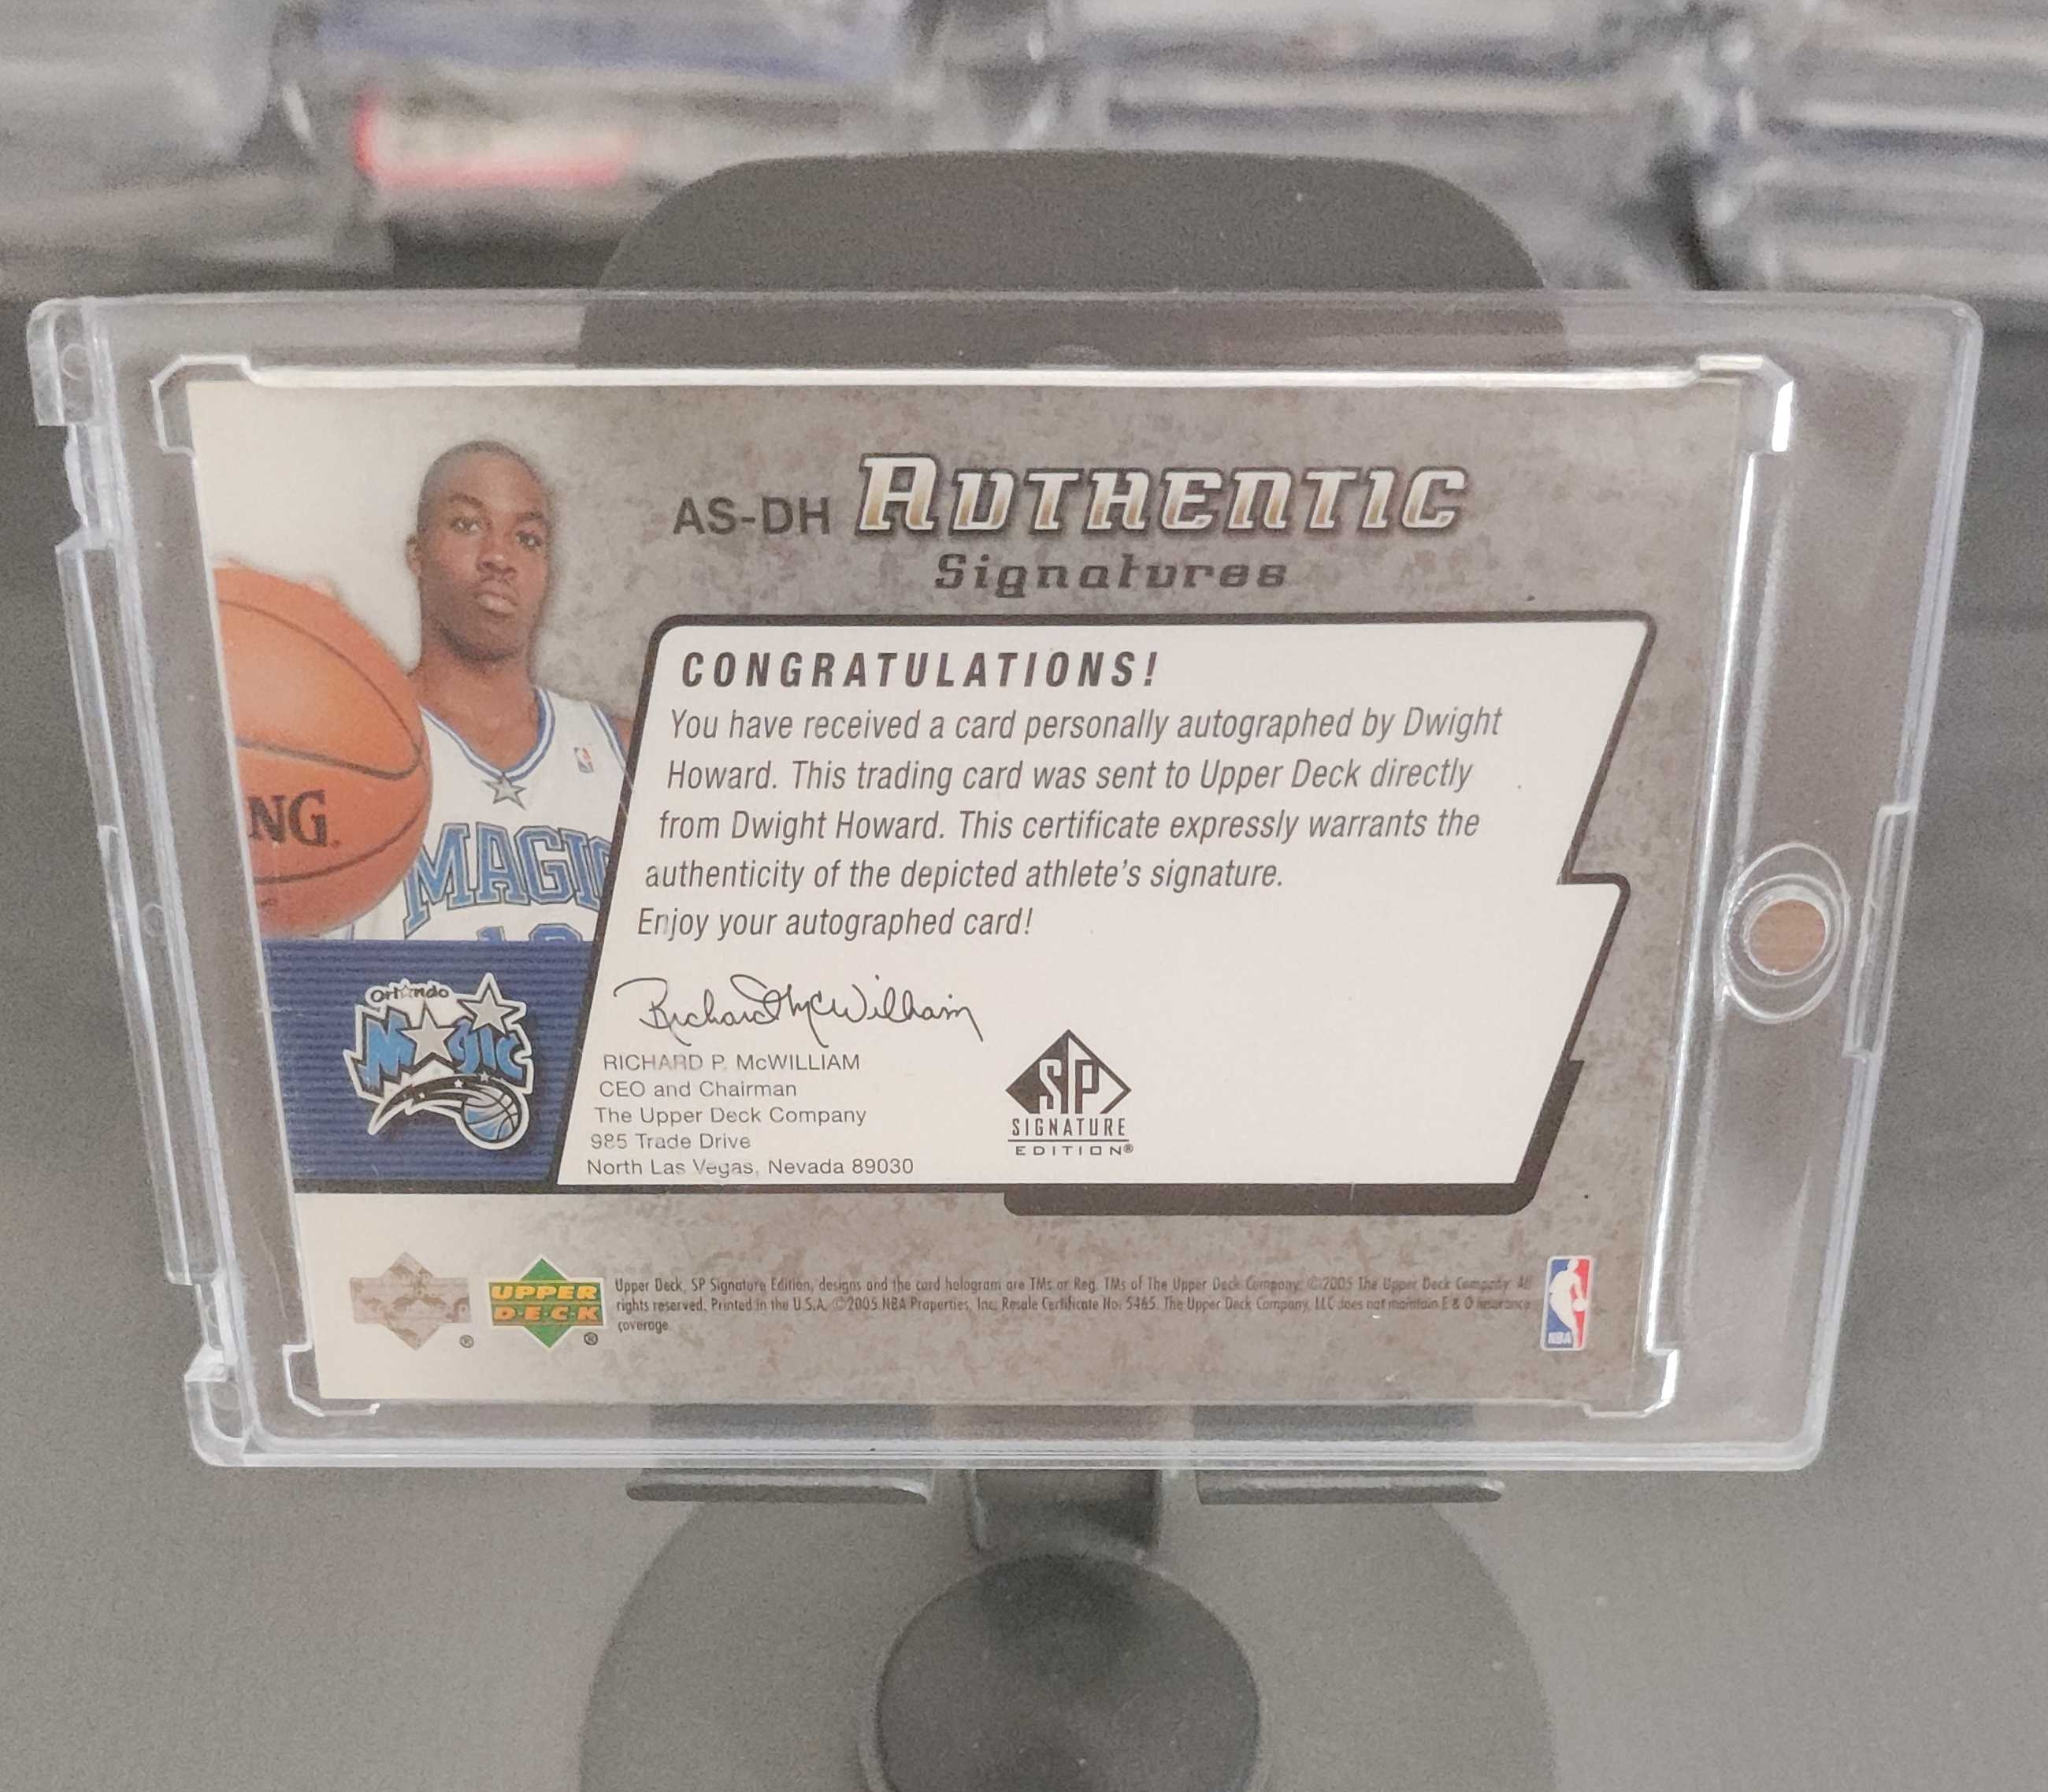 AS-DH AUTHENTIC
Signatures
CONGRATULATIONS!
You have received a card personally autographed by Dwight
Howard. This trading card was sent to Upper Deck directly
from Dwight Howard. This certificate expressly warrants the
authenticity of the depicted athlete's signature.
Enjoy your autographed card!
NG.
MAGIC
12
Orlando
Magic
Richard McWilliam
RICHARD P. McWILLIAM
CEO and Chairman
The Upper Deck Company
985 Trade Drive
North Las Vegas, Nevada 89030
SP
SIGNATURE
EDITION®
®
UPPER
D·E·C·K
®
Upper Deck, SP Signature Edition, designs and the card hologram are TMs or Reg. TMs of The Upper Deck Company. ©2005 The Upper Deck Company. All
rights reserved. Printed in the U.S.A. ©2005 NBA Properties, Inc. Resale Certificate No. 5465. The Upper Deck Company, LLC does not maintain E & O insurance
coverage.
NBA